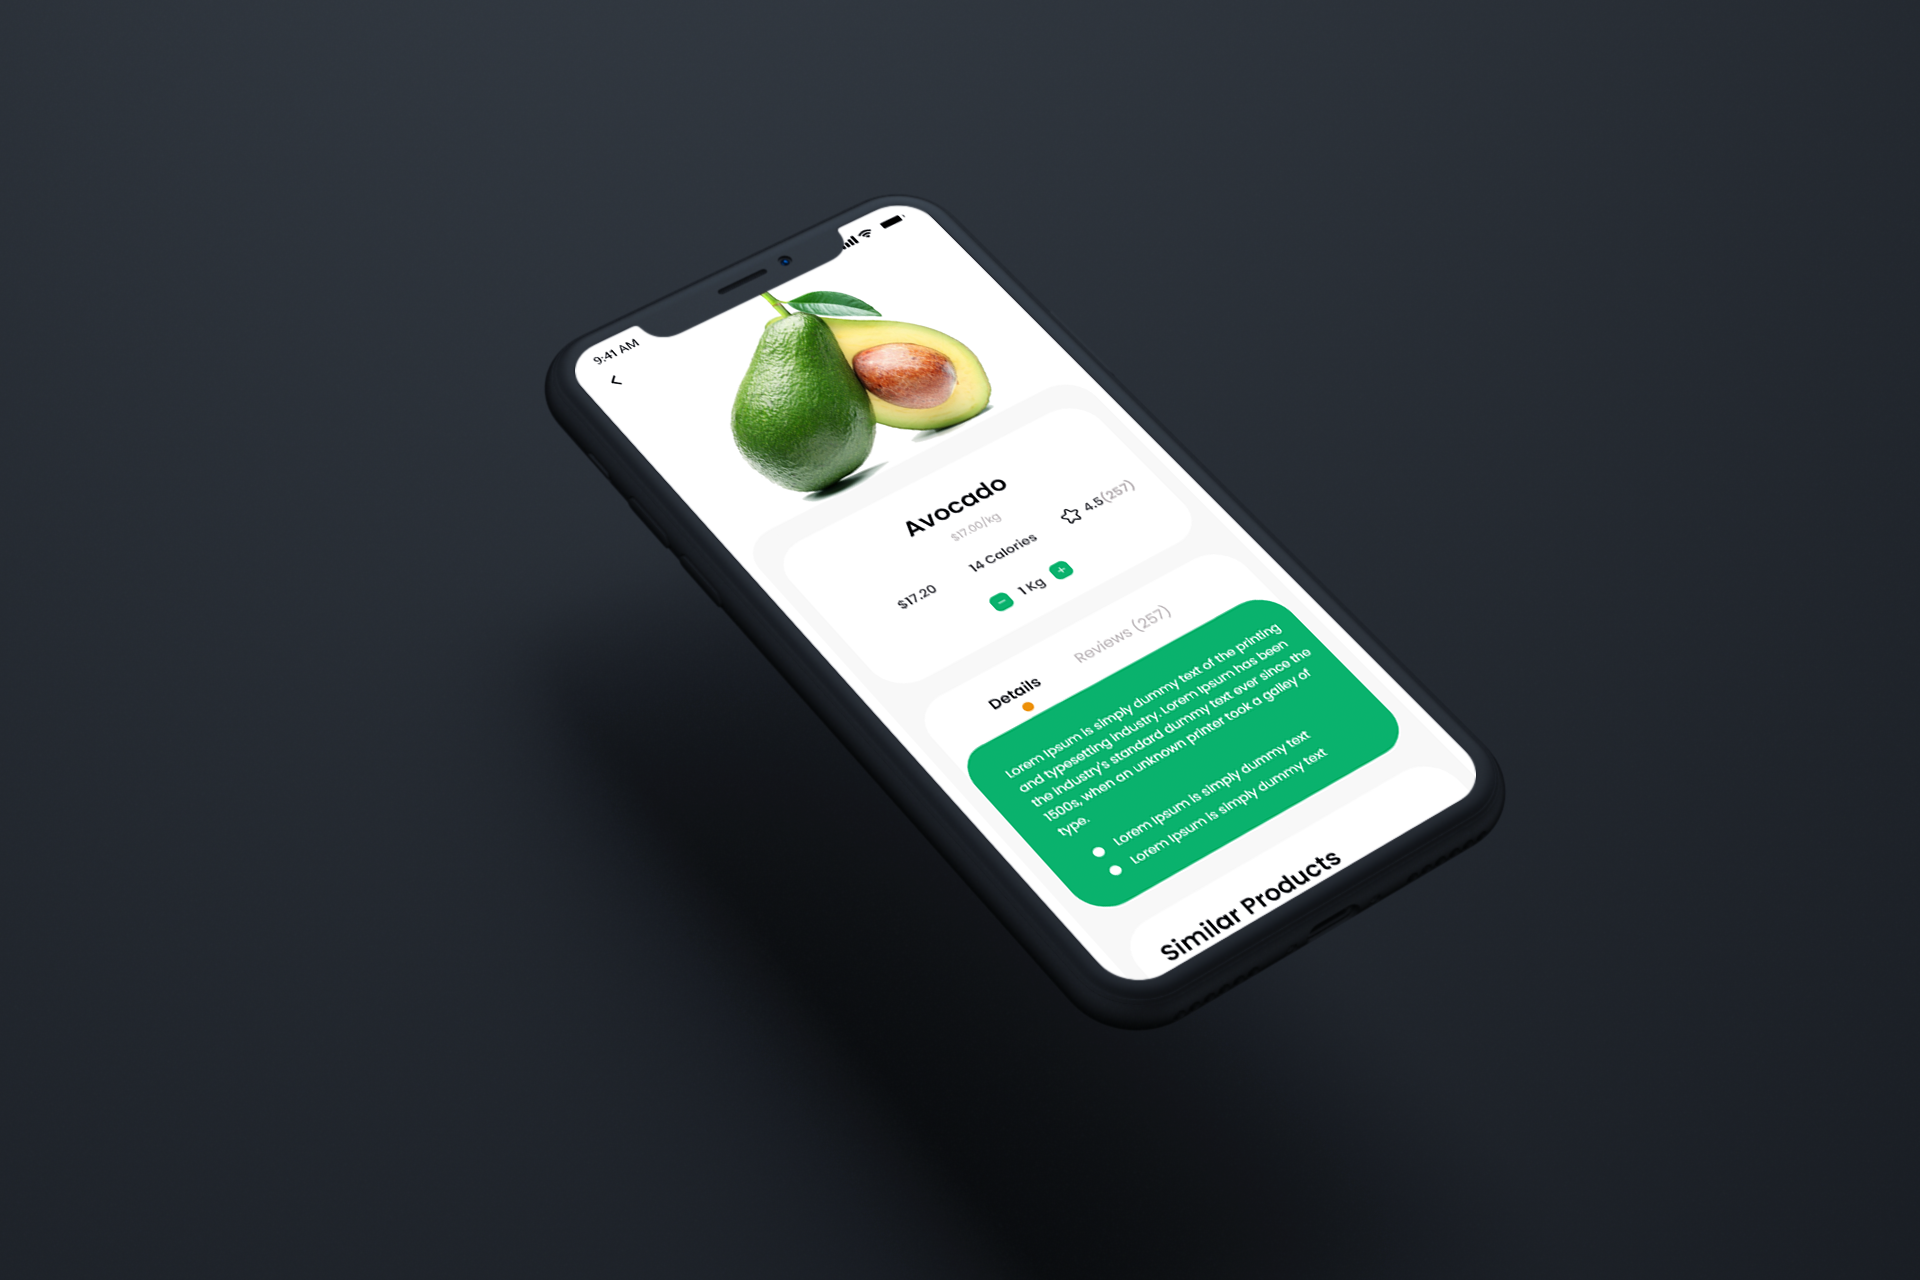 9:41 AM
Avocado
$17.00/kg
$17.20
14 Calories
4.5(257)
1 Kg
Details
Reviews (257)
Lorem Ipsum is simply dummy text of the printing
and typesetting industry. Lorem Ipsum has been
the industry's standard dummy text ever since the
1500s, when an unknown printer took a galley of
type.
Lorem Ipsum is simply dummy text
Lorem Ipsum is simply dummy text
Similar Products